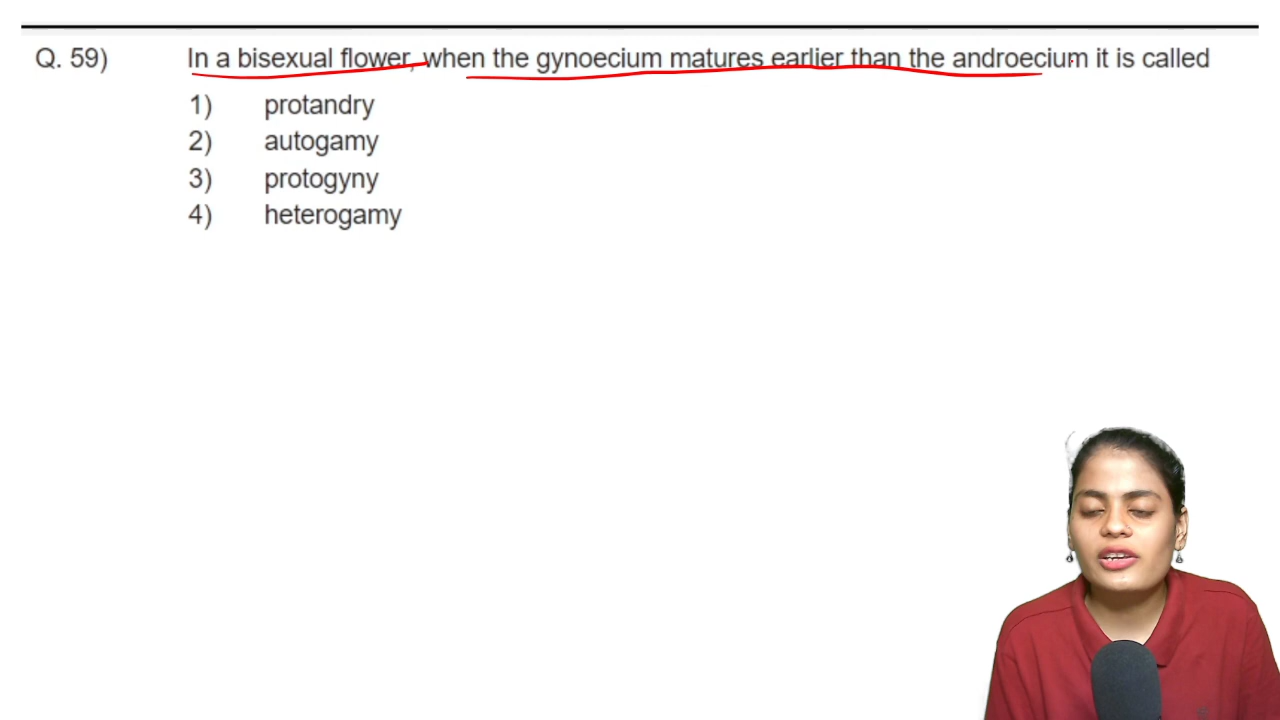 Q. 59) In a bisexual flower, when the gynoecium matures earlier than the androecium it is called
1) protandry
2) autogamy
3) protogyny
4) heterogamy